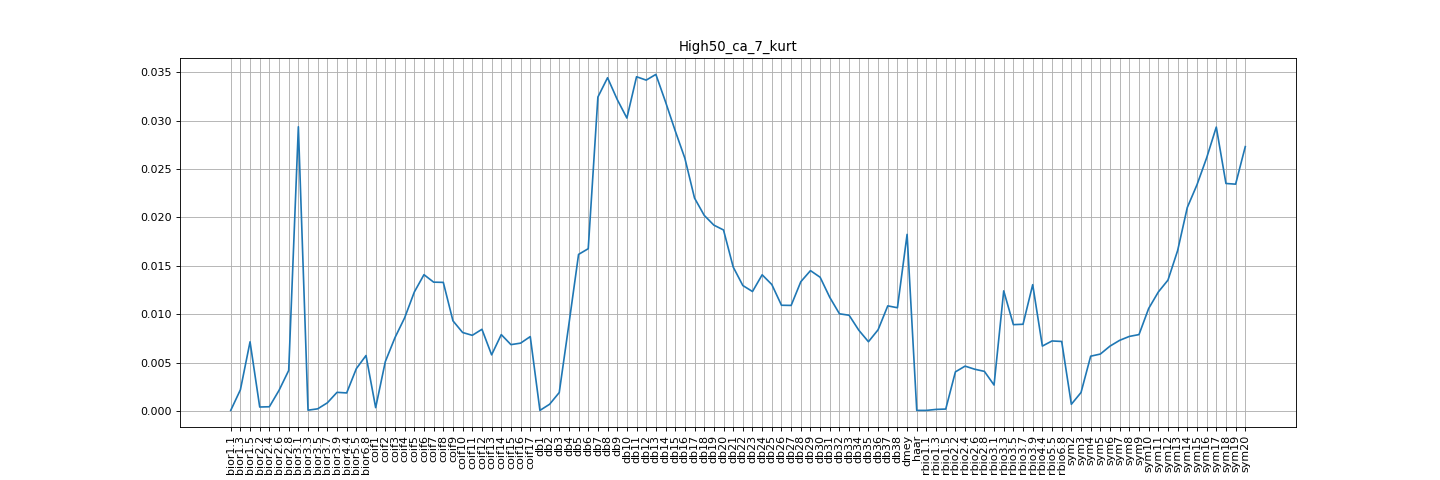 High50_ca_7_kurt
0.035
0.030
0.025
0.020
0.015
0.010
0.005
0.000
bior1.1
bior1.3
bior1.5
bior2.2
bior2.4
bior2.6
bior2.8
bior3.1
bior3.3
bior3.5
bior3.7
bior3.9
bior4.4
bior5.5
bior6.8
coif1
coif2
coif3
coif4
coif5
coif6
coif7
coif8
coif9
coif10
coif11
coif12
coif13
coif14
coif15
coif16
coif17
db1
db2
db3
db4
db5
db6
db7
db8
db9
db10
db11
db12
db13
db14
db15
db16
db17
db18
db19
db20
db21
db22
db23
db24
db25
db26
db27
db28
db29
db30
db31
db32
db33
db34
db35
db36
db37
db38
dmey
haar
rbio1.1
rbio1.3
rbio1.5
rbio2.2
rbio2.4
rbio2.6
rbio2.8
rbio3.1
rbio3.3
rbio3.5
rbio3.7
rbio3.9
rbio4.4
rbio5.5
rbio6.8
sym2
sym3
sym4
sym5
sym6
sym7
sym8
sym9
sym10
sym11
sym12
sym13
sym14
sym15
sym16
sym17
sym18
sym19
sym20